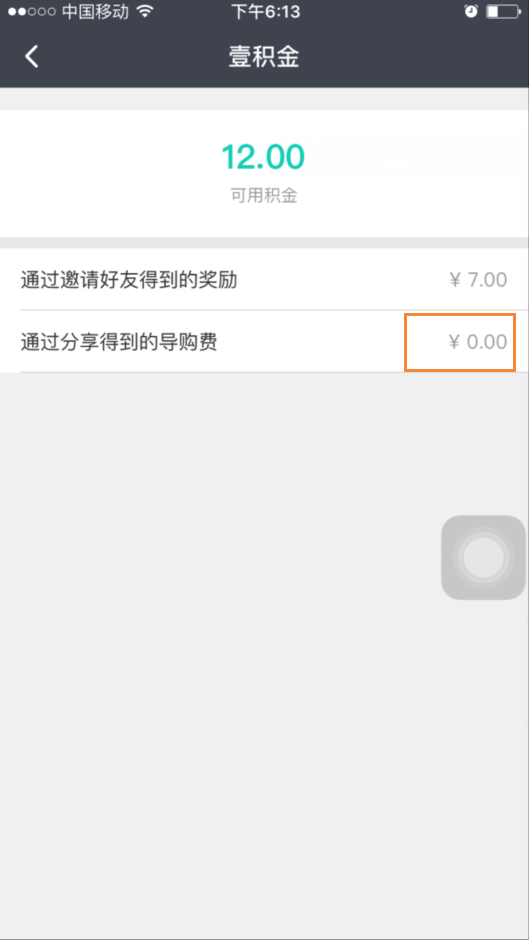 中国移动 下午6:13
壹积金
12.00
可用积金
通过邀请好友得到的奖励 ¥ 7.00
通过分享得到的导购费 ¥ 0.00